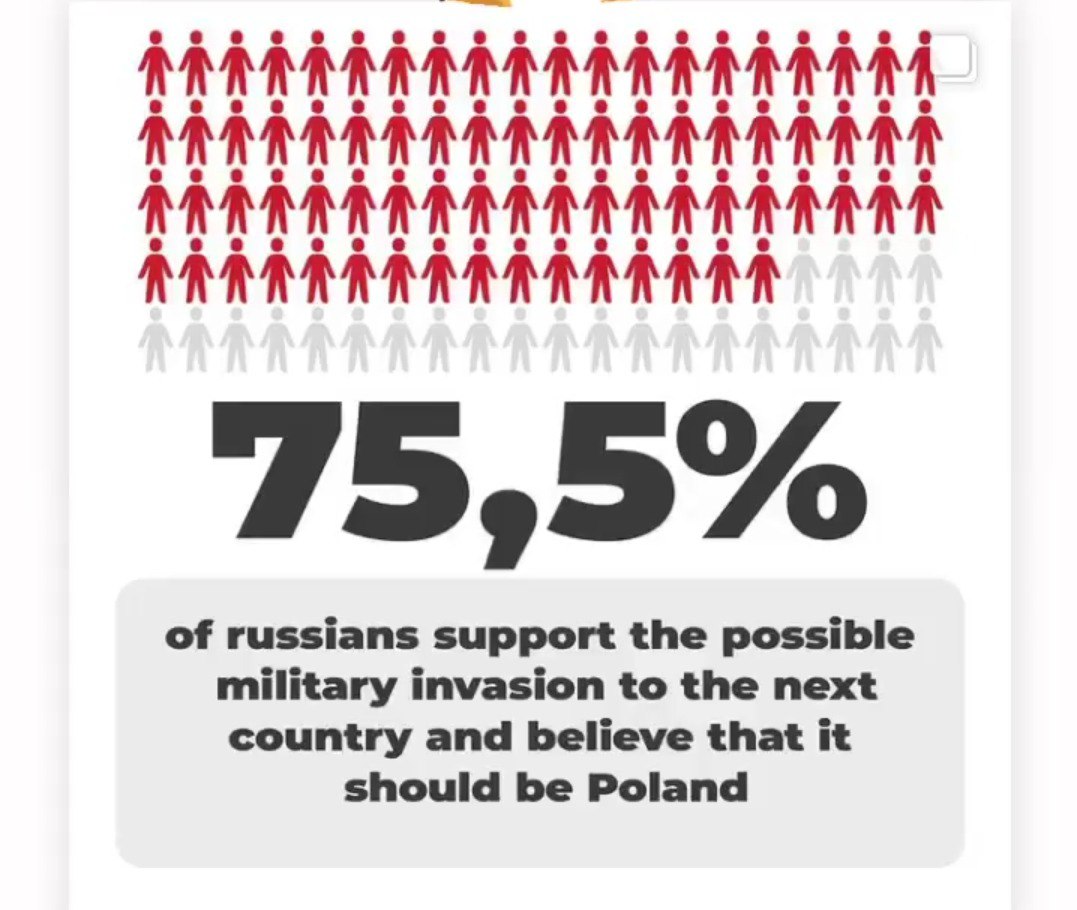 75,5%
of russians support the possible
military invasion to the next
country and believe that it
should be Poland